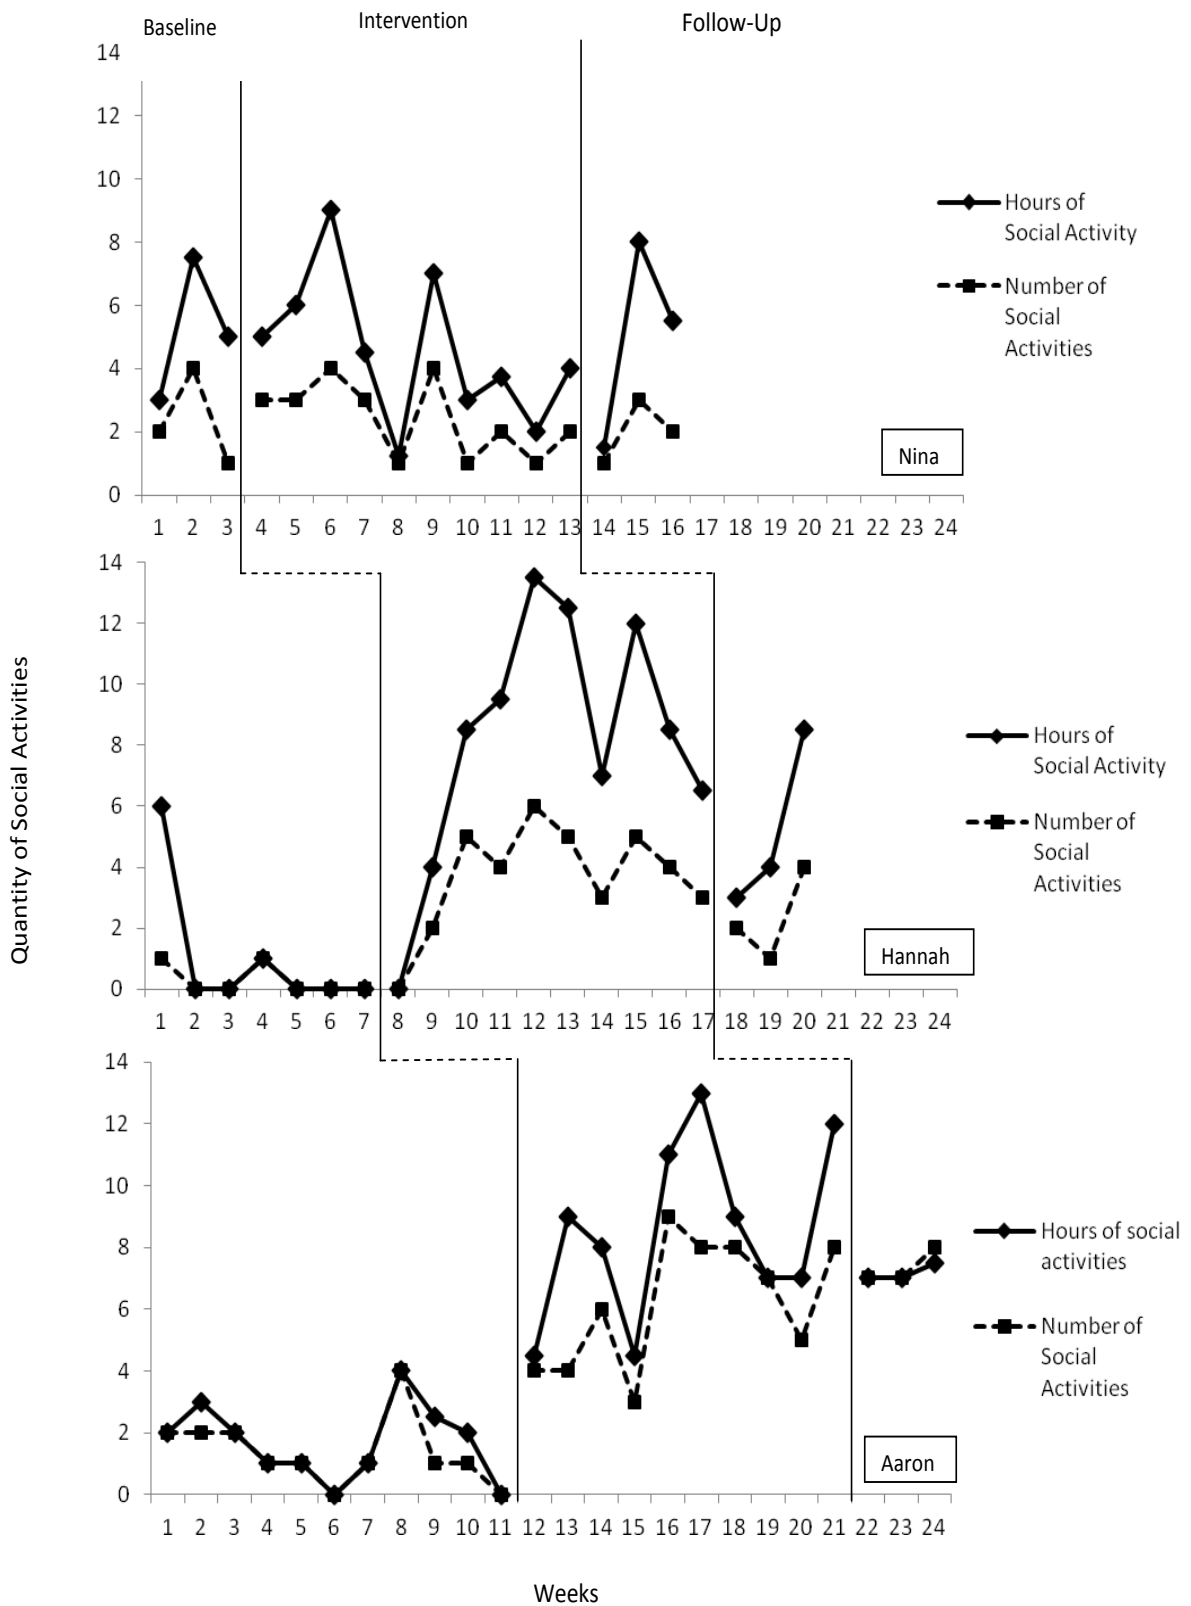 Baseline Intervention Follow-Up
14
12
10
8
6
4
2
0
Hours of
Social Activity
Number of
Social
Activities
Nina
1 2 3 4 5 6 7 8 9 10 11 12 13 14 15 16 17 18 19 20 21 22 23 24
Quantity of Social Activities
14
12
10
8
6
4
2
0
Hours of
Social Activity
Number of
Social
Activities
Hannah
1 2 3 4 5 6 7 8 9 10 11 12 13 14 15 16 17 18 19 20 21 22 23 24
14
12
10
8
6
4
2
0
Hours of social
activities
Number of
Social
Activities
Aaron
1 2 3 4 5 6 7 8 9 10 11 12 13 14 15 16 17 18 19 20 21 22 23 24
Weeks